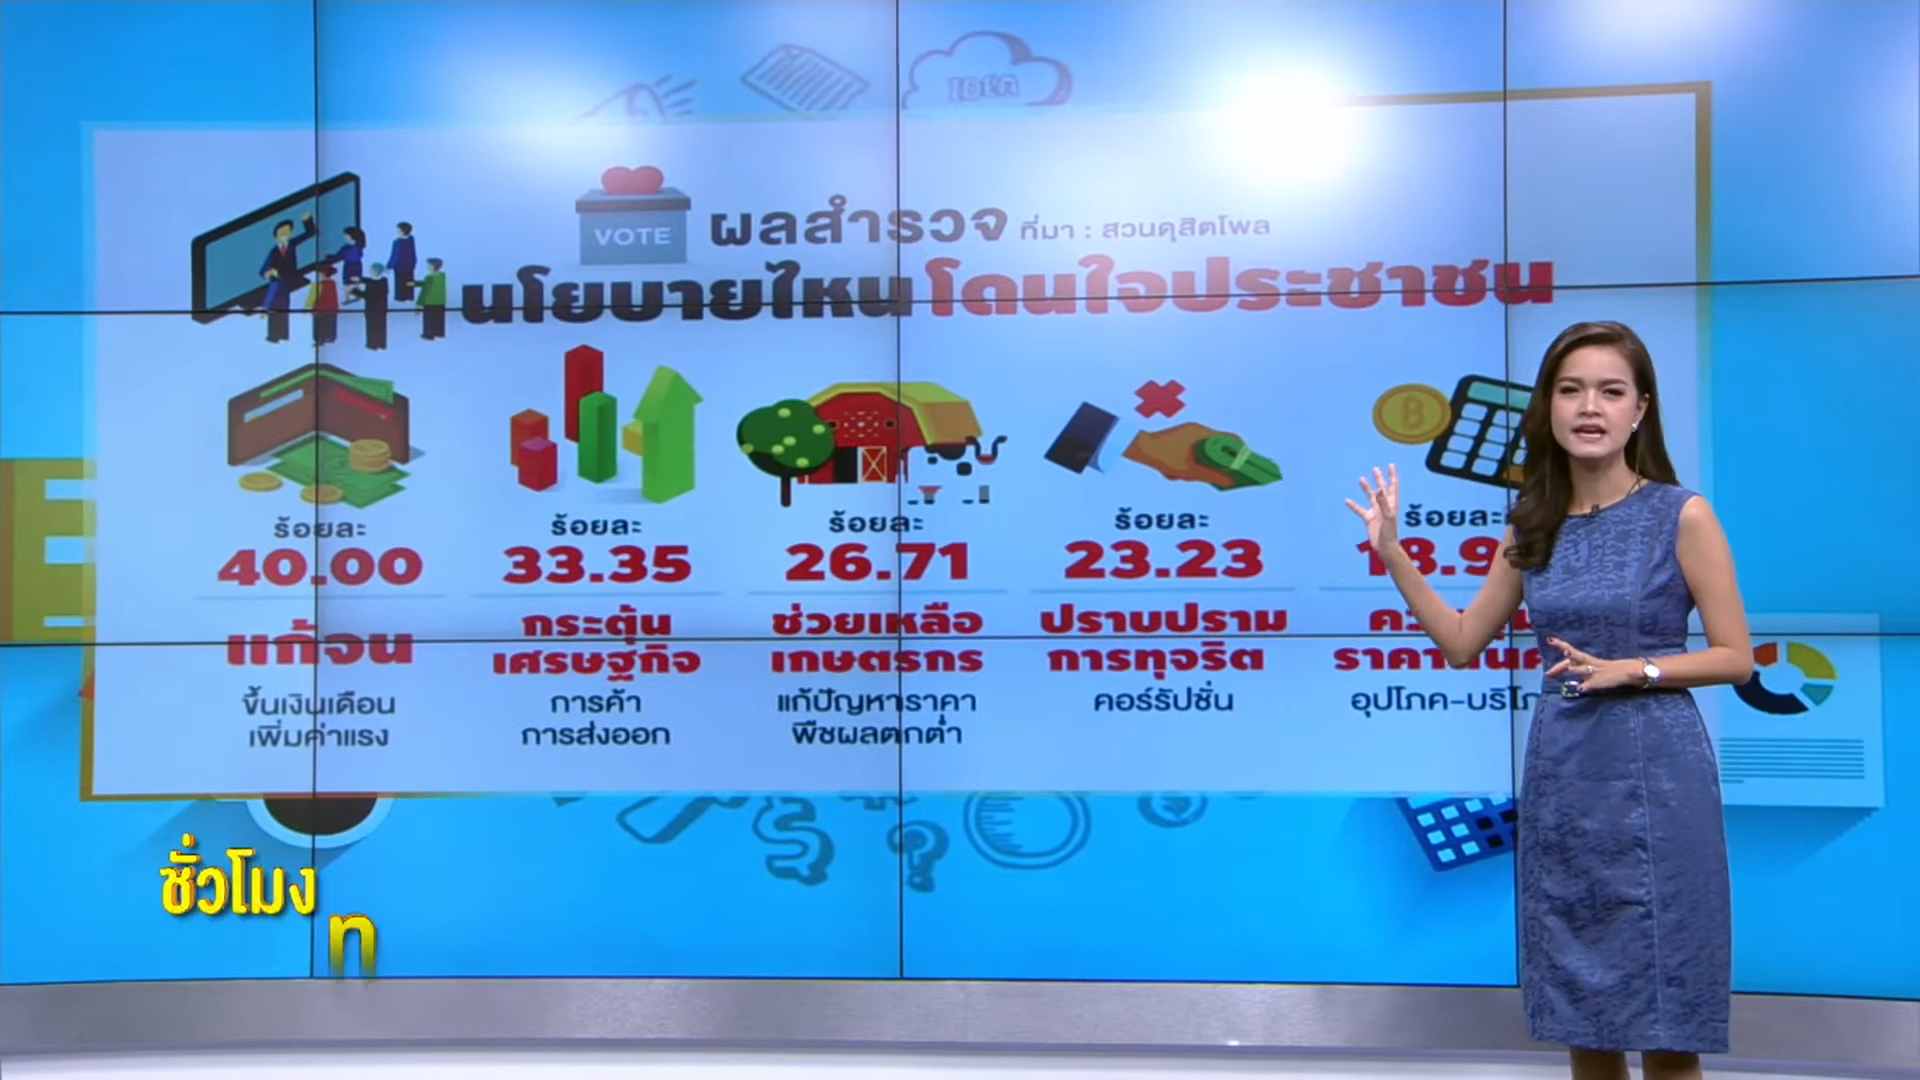 IDEA
VOTE
ผลสำรวจ ที่มา : สวนดุสิตโพล
นโยบายไหน โดนใจประชาชน
ร้อยละ
40.00
แก้จน
ขึ้นเงินเดือน
เพิ่มค่าแรง
ร้อยละ
33.35
กระตุ้น
เศรษฐกิจ
การค้า
การส่งออก
ร้อยละ
26.71
ช่วยเหลือ
เกษตรกร
แก้ปัญหาราคา
พืชผลตกต่ำ
ร้อยละ
23.23
ปราบปราม
การทุจริต
คอร์รัปชั่น
ร้อยละ
18.9
ชั่วโมง
ท